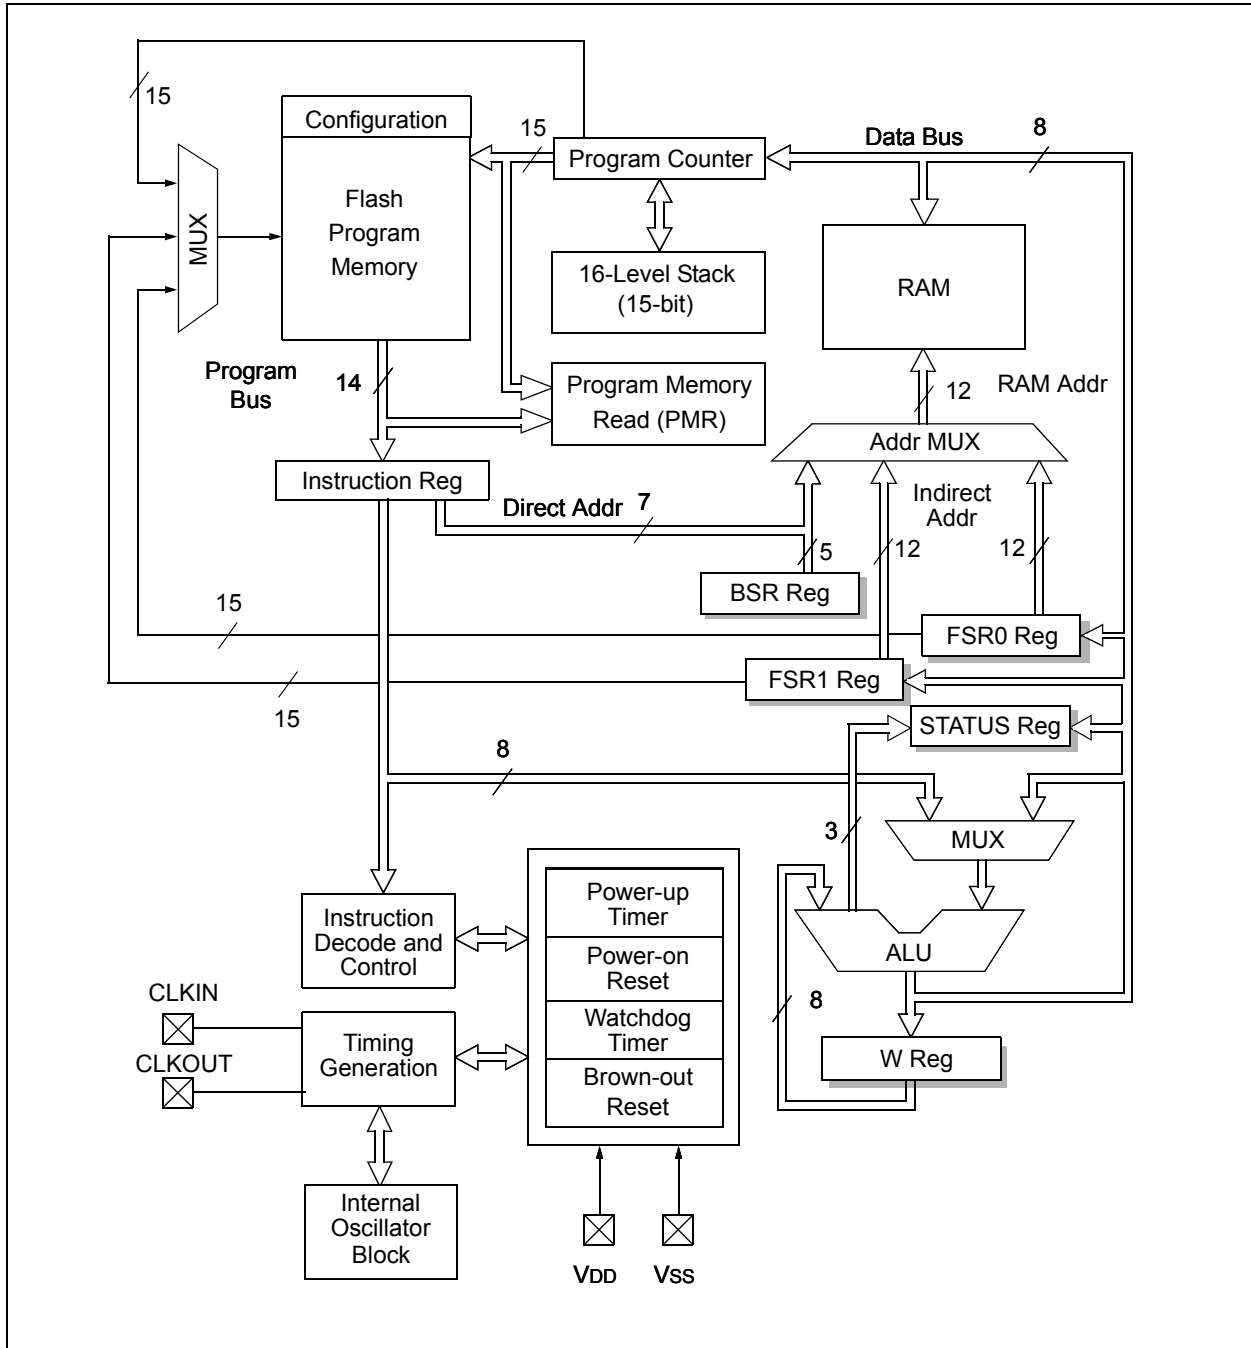 15
Configuration
15
Program Counter
Data Bus
8
Flash
Program
Memory
MUX
16-Level Stack
(15-bit)
RAM
Program
Bus
14
Program Memory
Read (PMR)
12
RAM Addr
Addr MUX
Instruction Reg
Direct Addr
7
Indirect
Addr
5
12
12
BSR Reg
15
FSR0 Reg
FSR1 Reg
15
STATUS Reg
8
3
MUX
Power-up
Timer
Instruction
Decode and
Control
Power-on
Reset
ALU
8
CLKIN
Watchdog
Timer
Timing
Generation
W Reg
CLKOUT
Brown-out
Reset
Internal
Oscillator
Block
VDD
VSS